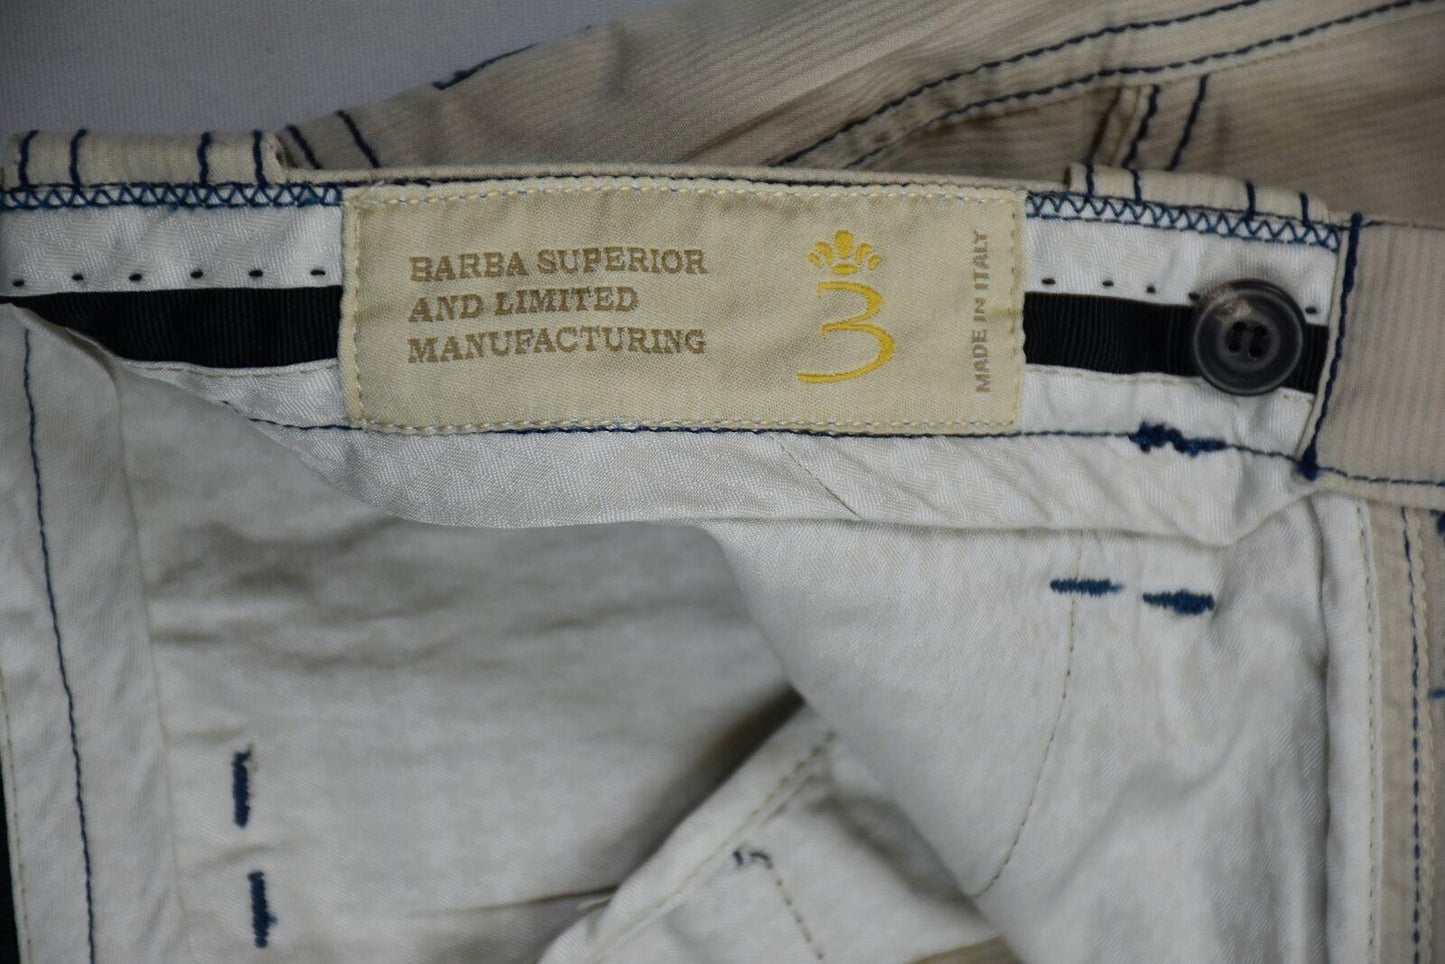 BARBA SUPERIOR
AND LIMITED
MANUFACTURING
3
MADE IN ITALY